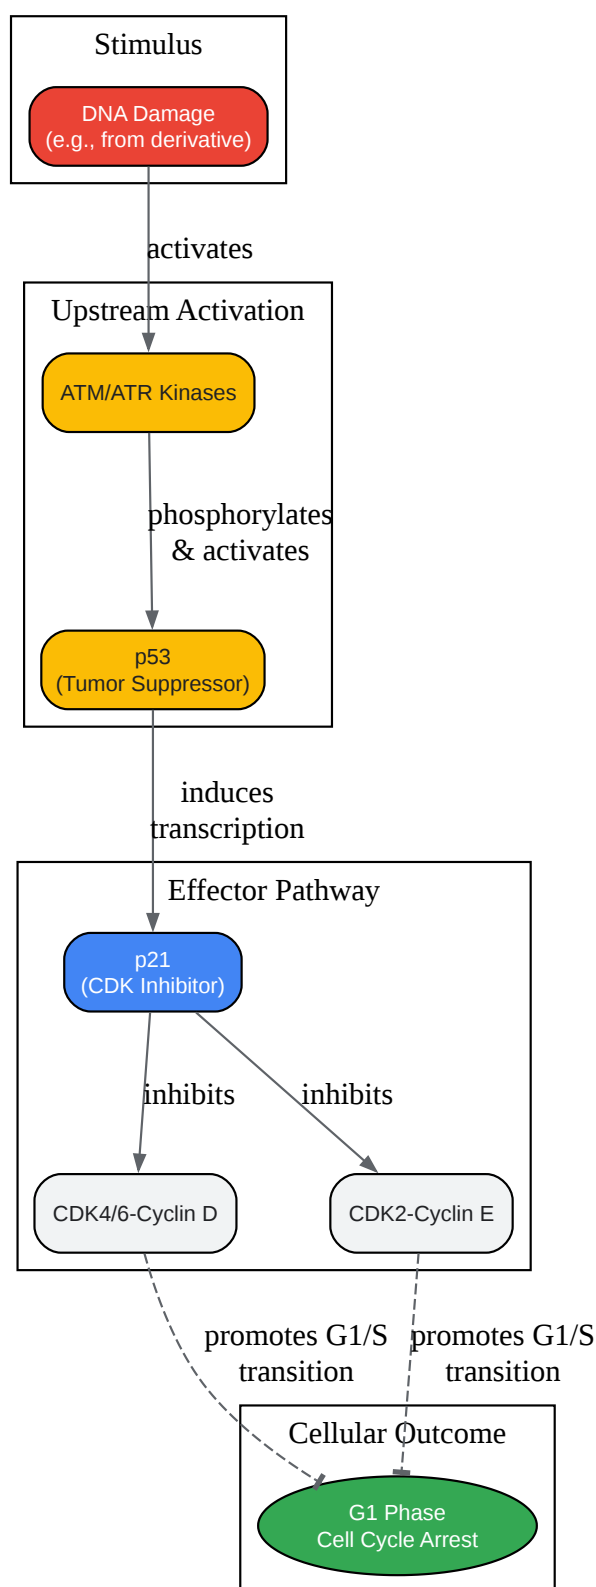 Stimulus
DNA Damage
(e.g., from derivative)
activates
Upstream Activation
ATM/ATR Kinases
phosphorylates
& activates
p53
(Tumor Suppressor)
induces
transcription
Effector Pathway
p21
(CDK Inhibitor)
inhibits
inhibits
CDK4/6-Cyclin D
CDK2-Cyclin E
promotes G1/S
transition
promotes G1/S
transition
Cellular Outcome
G1 Phase
Cell Cycle Arrest